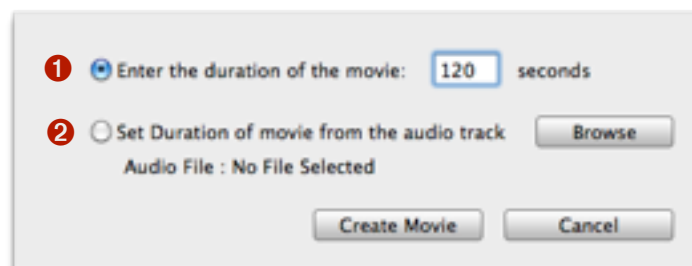 1 Enter the duration of the movie: 120 seconds
2 Set Duration of movie from the audio track Browse
Audio File : No File Selected
Create Movie Cancel